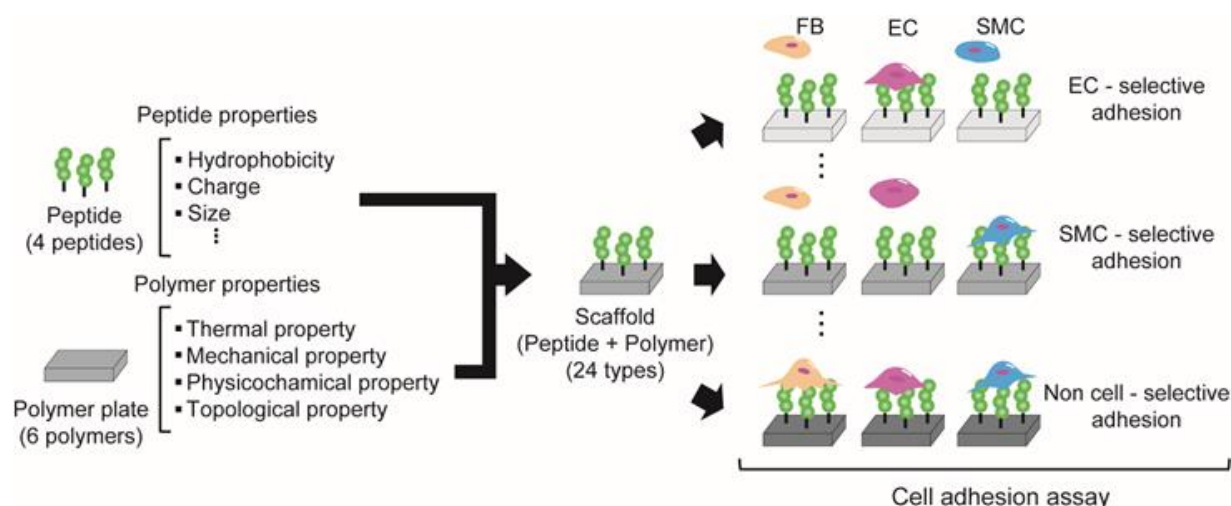 Peptide properties
▪ Hydrophobicity
▪ Charge
▪ Size
⋮
Peptide
(4 peptides)
Polymer properties
▪ Thermal property
▪ Mechanical property
▪ Physicochamical property
▪ Topological property
Polymer plate
(6 polymers)
Scaffold
(Peptide + Polymer)
(24 types)
FB EC SMC
EC - selective
adhesion
⋮
SMC - selective
adhesion
⋮
Non cell - selective
adhesion
Cell adhesion assay